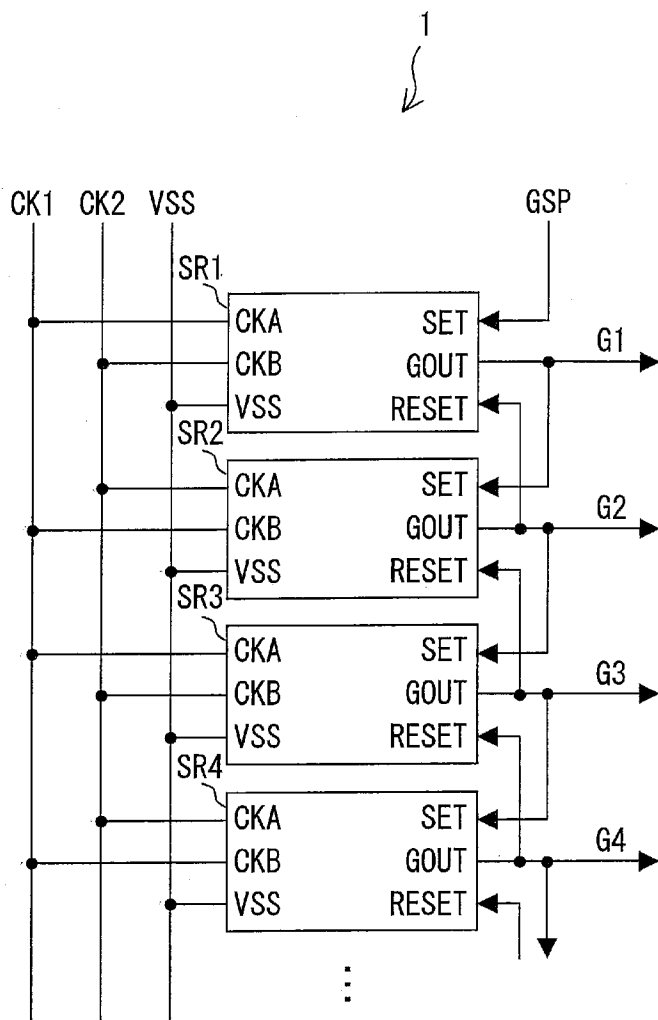 1
CK1 CK2 VSS GSP
SR1
CKA SET
CKB GOUT G1
VSS RESET
SR2
CKA SET
CKB GOUT G2
VSS RESET
SR3
CKA SET
CKB GOUT G3
VSS RESET
SR4
CKA SET
CKB GOUT G4
VSS RESET